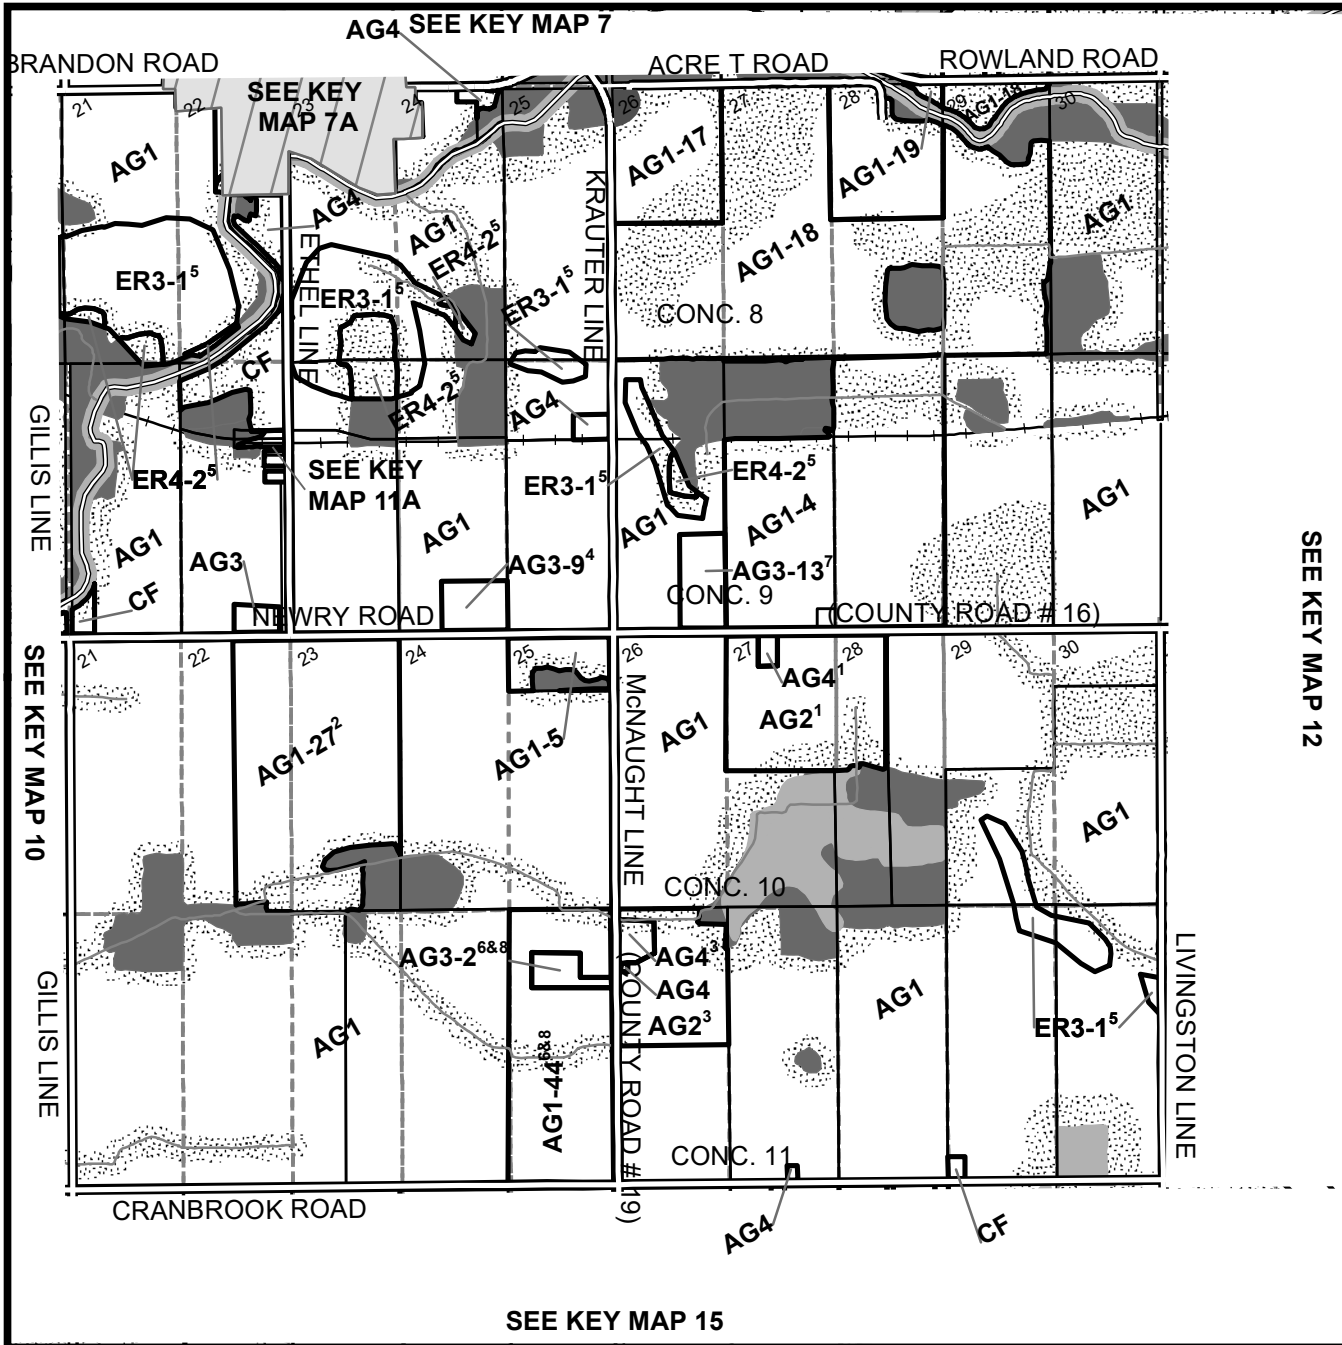 AG4 SEE KEY MAP 7
BRANDON ROAD
ACRE T ROAD
ROWLAND ROAD
SEE KEY
MAP 7A
21
22
23
24
25
26
27
28
29
30
AG1-18
AG1
AG1-17
AG1-19
AG4
AG1
AG1
ER4-2⁵
KRAUTER LINE
AG1-18
ETHEL LINE
ER3-1⁵
ER3-1⁵
ER3-1⁵
CONC. 8
CF
ER4-2⁵
AG4
GILLIS LINE
SEE KEY
MAP 11A
ER4-2⁵
ER3-1⁵
ER4-2⁵
AG1
AG1
AG1
AG1-4
AG1
AG3
AG3-9⁴
AG3-13⁷
CF
CONC. 9
NEWRY ROAD
(COUNTY ROAD # 16)
SEE KEY MAP 12
SEE KEY MAP 10
21
22
23
24
25
26
27
28
29
30
AG4¹
AG2¹
McNAUGHT LINE
AG1
AG1-27²
AG1-5
AG1
CONC. 10
AG3-2⁶&⁸
AG4³
AG4
AG2³
AG1
AG1
ER3-1⁵
GILLIS LINE
AG1-44⁶&⁸
(COUNTY ROAD # 19)
LIVINGSTON LINE
CONC. 11
CRANBROOK ROAD
AG4
CF
SEE KEY MAP 15